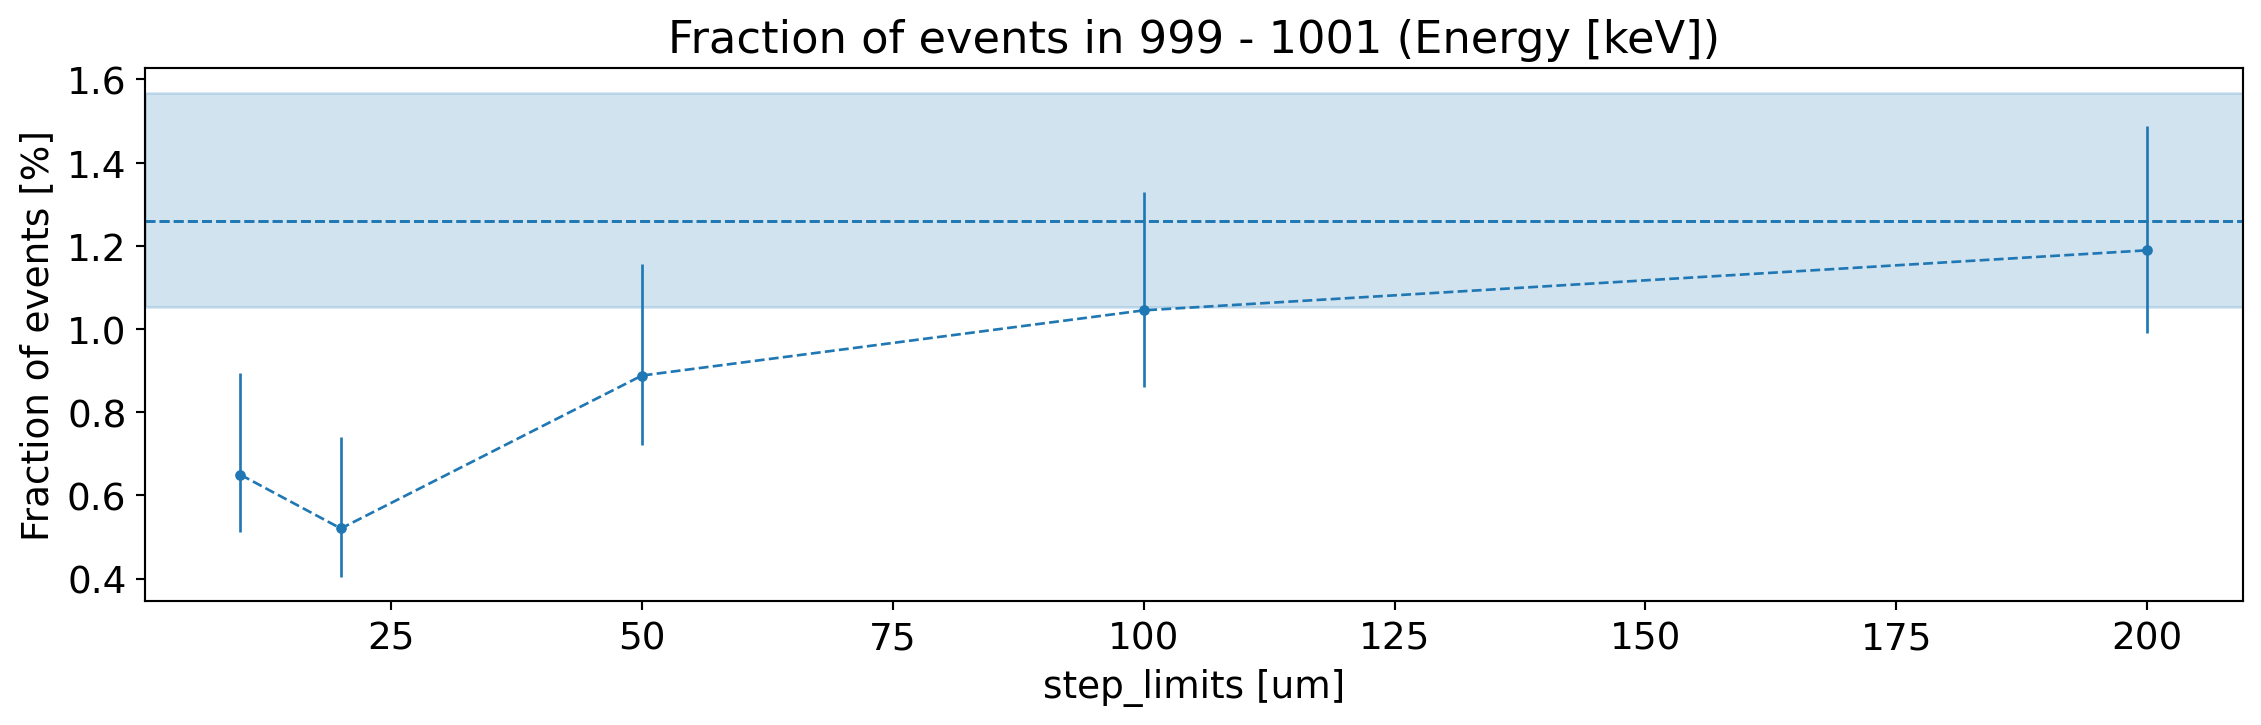 Fraction of events in 999 - 1001 (Energy [keV])
Fraction of events [%]
1.6
1.4
1.2
1.0
0.8
0.6
0.4
25 50 75 100 125 150 175 200
step_limits [um]